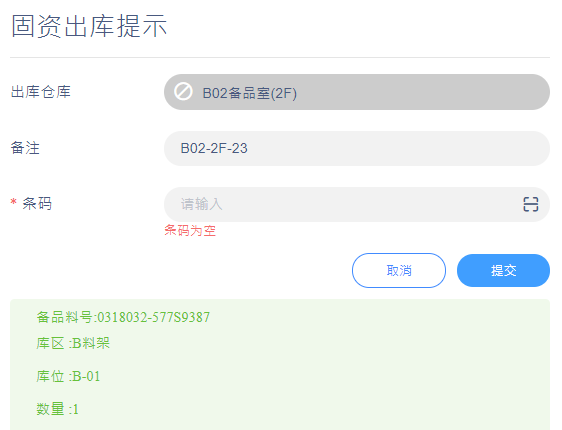 固资出库提示
出库仓库
B02备品室(2F)
备注
B02-2F-23
* 条码
请输入
条码为空
取消
提交
备品料号:0318032-577S9387
库区 :B料架
库位 :B-01
数量 :1